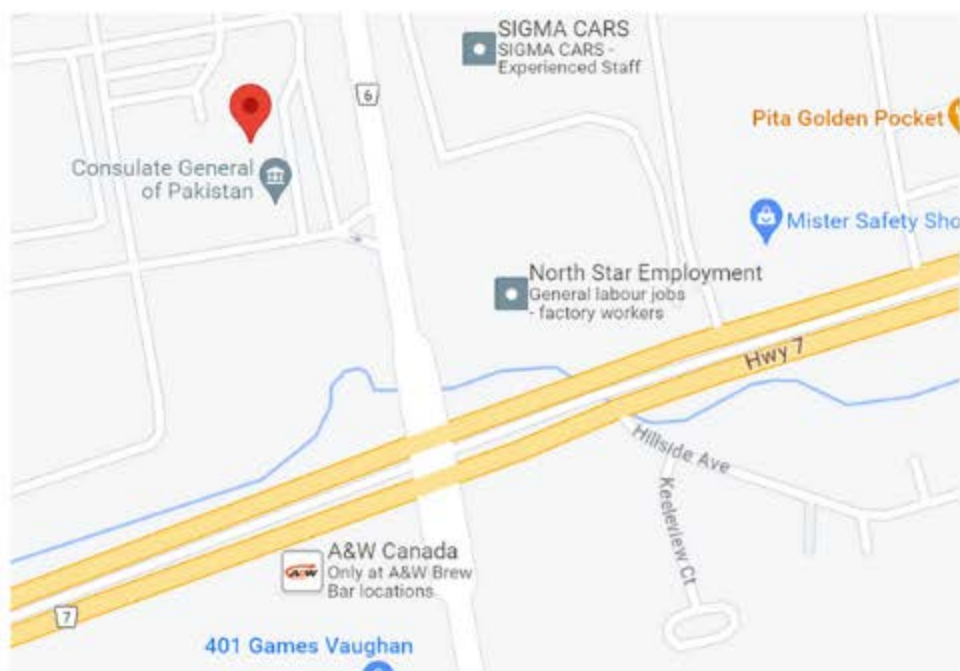 SIGMA CARS
SIGMA CARS -
Experienced Staff
6
Pita Golden Pocket
Consulate General
of Pakistan
Mister Safety Sho
North Star Employment
General labour jobs
- factory workers
Hwy 7
Hillside Ave
Keeleview Ct
A&W Canada
Only at A&W Brew
Bar locations
A&W
7
401 Games Vaughan